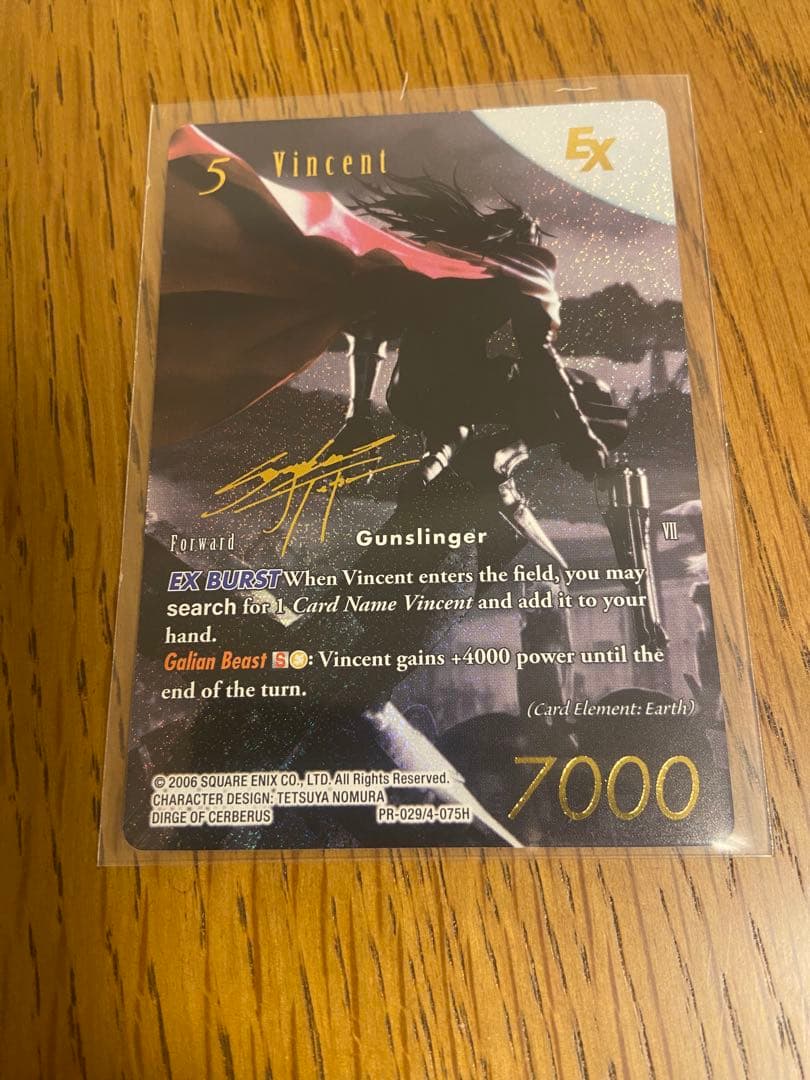 5 Vincent EX
Forward Gunslinger VII
EX BURST When Vincent enters the field, you may
search for 1 Card Name Vincent and add it to your
hand.
Galian Beast S: Vincent gains +4000 power until the
end of the turn.
(Card Element: Earth)
7000
© 2006 SQUARE ENIX CO., LTD. All Rights Reserved.
CHARACTER DESIGN: TETSUYA NOMURA
DIRGE OF CERBERUS PR-029/4-075H